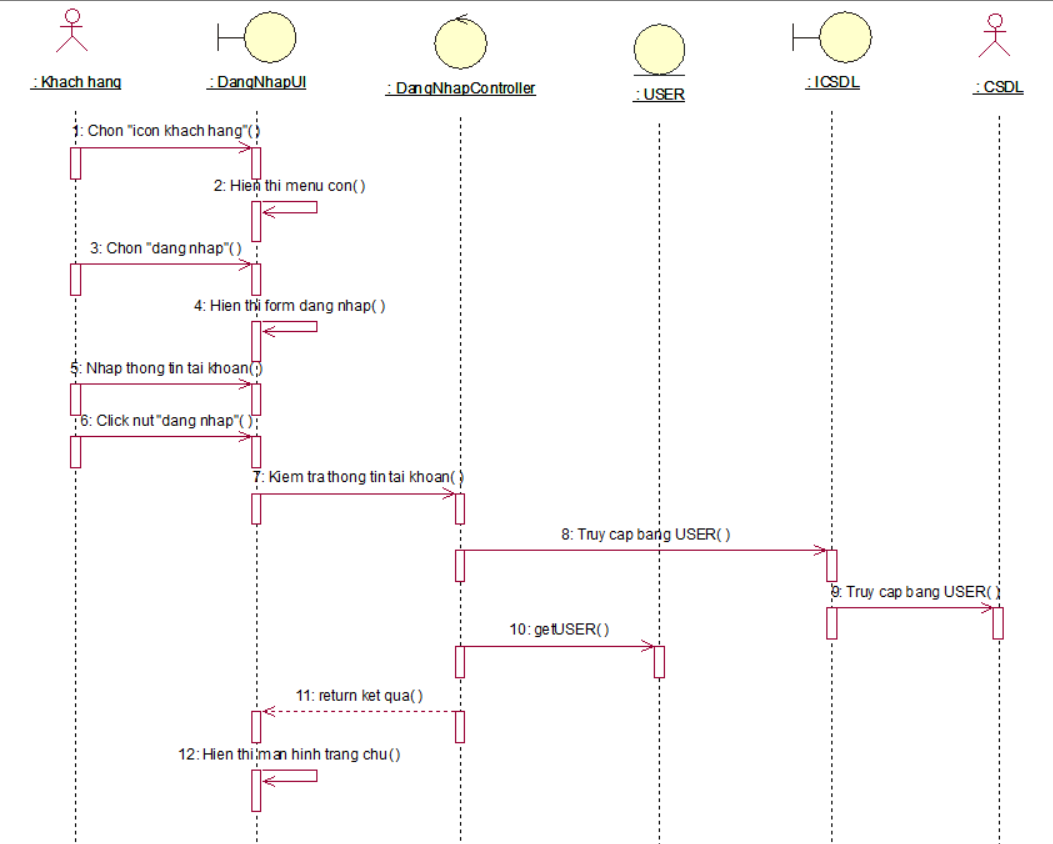 : Khach hang
: DangNhapUI
: DangNhapController
: USER
: ICSDL
: CSDL
1: Chon "icon khach hang"( )
2: Hien thi menu con( )
3: Chon "dang nhap"( )
4: Hien thi form dang nhap( )
5: Nhap thong tin tai khoan( )
6: Click nut "dang nhap"( )
7: Kiem tra thong tin tai khoan( )
8: Truy cap bang USER( )
9: Truy cap bang USER( )
10: getUSER( )
11: return ket qua( )
12: Hien thi man hinh trang chu( )